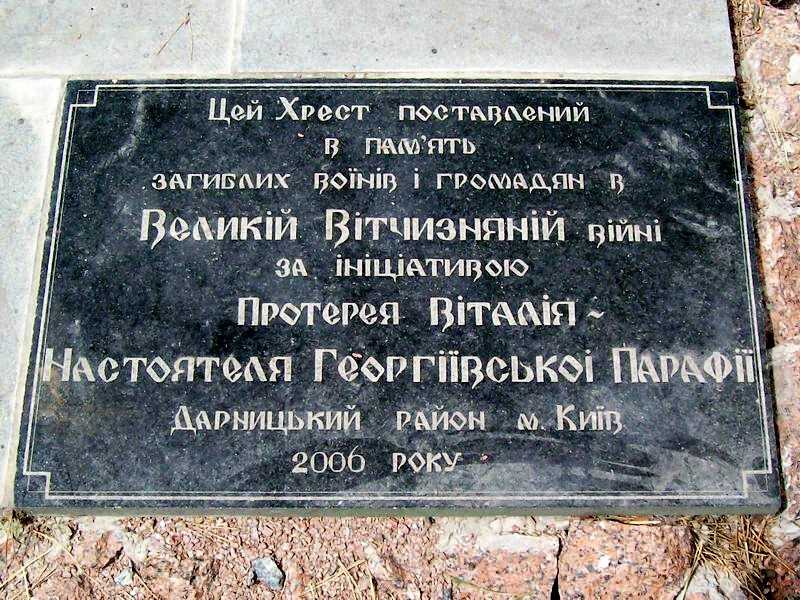 Цей Хрест поставлений
в пам'ять
загиблих воїнів і громадян в
Великій Вітчизняній війні
за ініціативою
Протерея Віталія ~
Настоятеля Георгіївської Парафії
Дарницький район м. Київ
2006 року